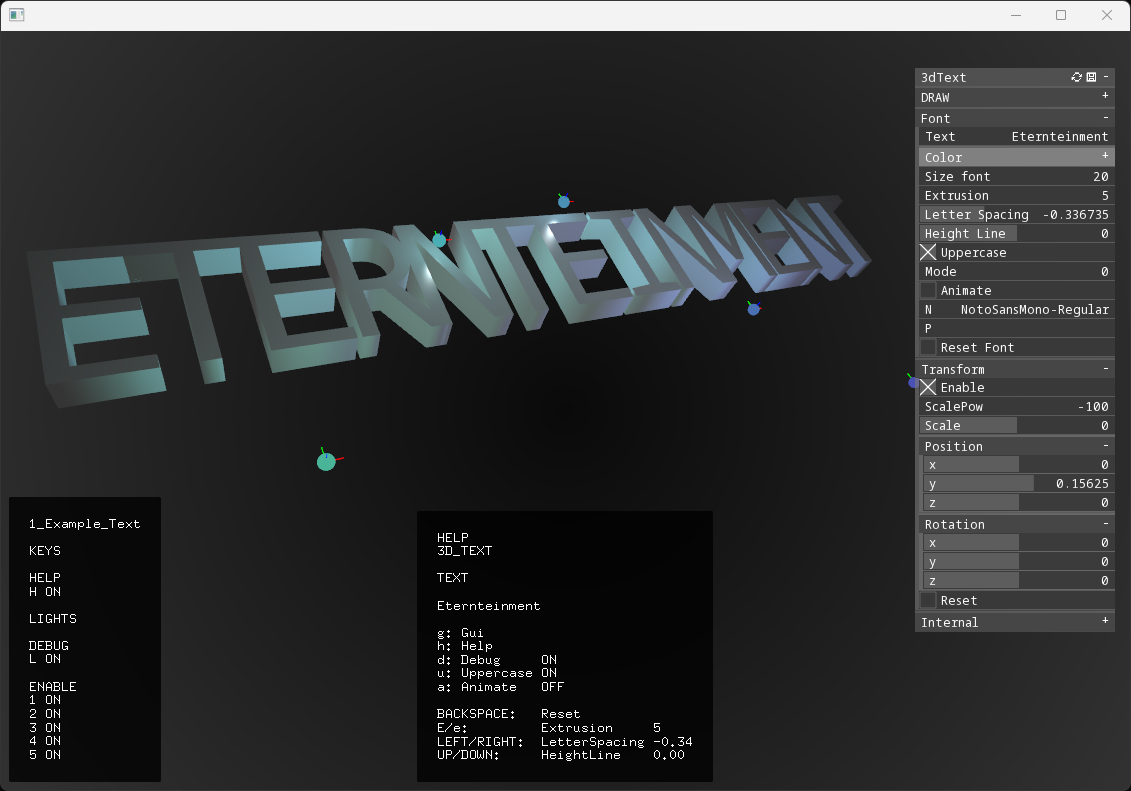 ETERNTEINMENT
3dText -
DRAW +
Font -
Text Eternteinment
Color +
Size font 20
Extrusion 5
Letter Spacing -0.336735
Height Line 0
Uppercase
Mode 0
Animate
N NotoSansMono-Regular
P
Reset Font
Transform -
Enable
ScalePow -100
Scale 0
Position -
x 0
y 0.15625
z 0
Rotation -
x 0
y 0
z 0
Reset
Internal +
1_Example_Text
KEYS
HELP
H ON
LIGHTS
DEBUG
L ON
ENABLE
1 ON
2 ON
3 ON
4 ON
5 ON
HELP
3D_TEXT
TEXT
Eternteinment
g: Gui
h: Help
d: Debug ON
u: Uppercase ON
a: Animate OFF
BACKSPACE: Reset
E/e: Extrusion 5
LEFT/RIGHT: LetterSpacing -0.34
UP/DOWN: HeightLine 0.00